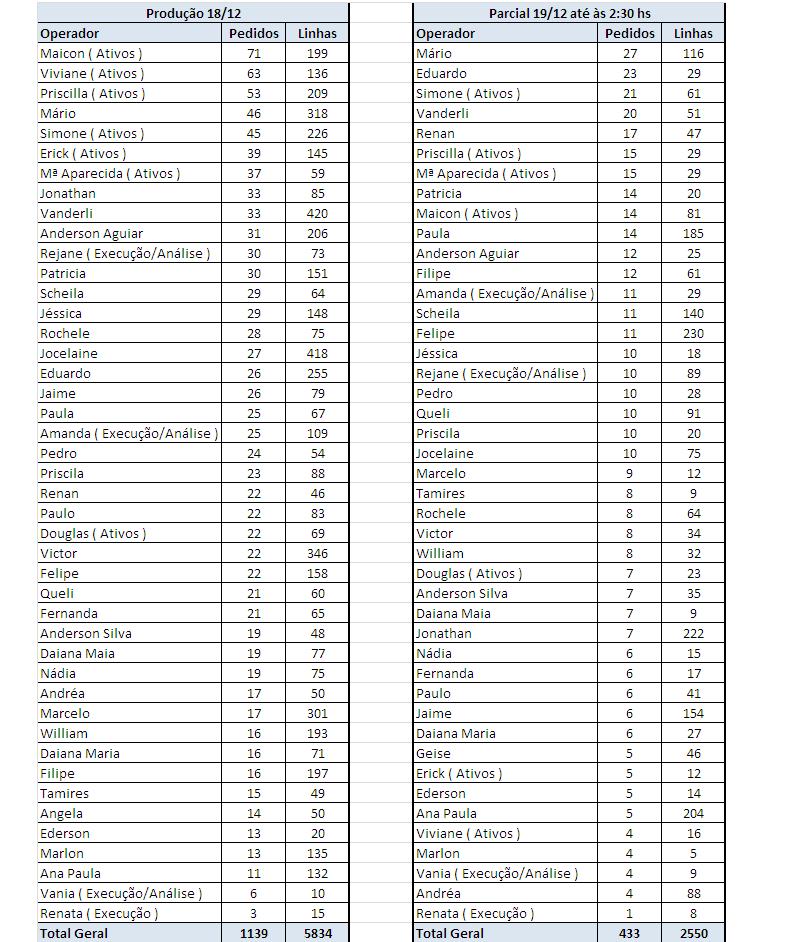 Produção 18/12 Parcial 19/12 até às 2:30 hs
Operador Pedidos Linhas Operador Pedidos Linhas
Maicon ( Ativos ) 71 199 Mário 27 116
Viviane ( Ativos ) 63 136 Eduardo 23 29
Priscilla ( Ativos ) 53 209 Simone ( Ativos ) 21 61
Mário 46 318 Vanderli 20 51
Simone ( Ativos ) 45 226 Renan 17 47
Erick ( Ativos ) 39 145 Priscilla ( Ativos ) 15 29
Mª Aparecida ( Ativos ) 37 59 Mª Aparecida ( Ativos ) 15 29
Jonathan 33 85 Patricia 14 20
Vanderli 33 420 Maicon ( Ativos ) 14 81
Anderson Aguiar 31 206 Paula 14 185
Rejane ( Execução/Análise ) 30 73 Anderson Aguiar 12 25
Patricia 30 151 Filipe 12 61
Scheila 29 64 Amanda ( Execução/Análise ) 11 29
Jéssica 29 148 Scheila 11 140
Rochele 28 75 Felipe 11 230
Jocelaine 27 418 Jéssica 10 18
Eduardo 26 255 Rejane ( Execução/Análise ) 10 89
Jaime 26 79 Pedro 10 28
Paula 25 67 Queli 10 91
Amanda ( Execução/Análise ) 25 109 Priscila 10 20
Pedro 24 54 Jocelaine 10 75
Priscila 23 88 Marcelo 9 12
Renan 22 46 Tamires 8 9
Paulo 22 83 Rochele 8 64
Douglas ( Ativos ) 22 69 Victor 8 34
Victor 22 346 William 8 32
Felipe 22 158 Douglas ( Ativos ) 7 23
Queli 21 60 Anderson Silva 7 35
Fernanda 21 65 Daiana Maia 7 9
Anderson Silva 19 48 Jonathan 7 222
Daiana Maia 19 77 Nádia 6 15
Nádia 19 75 Fernanda 6 17
Andréa 17 50 Paulo 6 41
Marcelo 17 301 Jaime 6 154
William 16 193 Daiana Maria 6 27
Daiana Maria 16 71 Geise 5 46
Filipe 16 197 Erick ( Ativos ) 5 12
Tamires 15 49 Ederson 5 14
Angela 14 50 Ana Paula 5 204
Ederson 13 20 Viviane ( Ativos ) 4 16
Marlon 13 135 Marlon 4 5
Ana Paula 11 132 Vania ( Execução/Análise ) 4 9
Vania ( Execução/Análise ) 6 10 Andréa 4 88
Renata ( Execução ) 3 15 Renata ( Execução ) 1 8
Total Geral 1139 5834 Total Geral 433 2550